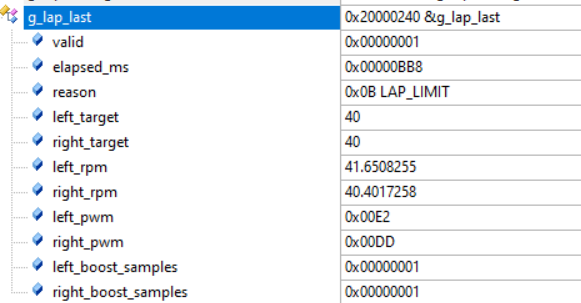 g_lap_last 0x20000240 &g_lap_last
valid 0x00000001
elapsed_ms 0x00000BB8
reason 0x0B LAP_LIMIT
left_target 40
right_target 40
left_rpm 41.6508255
right_rpm 40.4017258
left_pwm 0x00E2
right_pwm 0x00DD
left_boost_samples 0x00000001
right_boost_samples 0x00000001